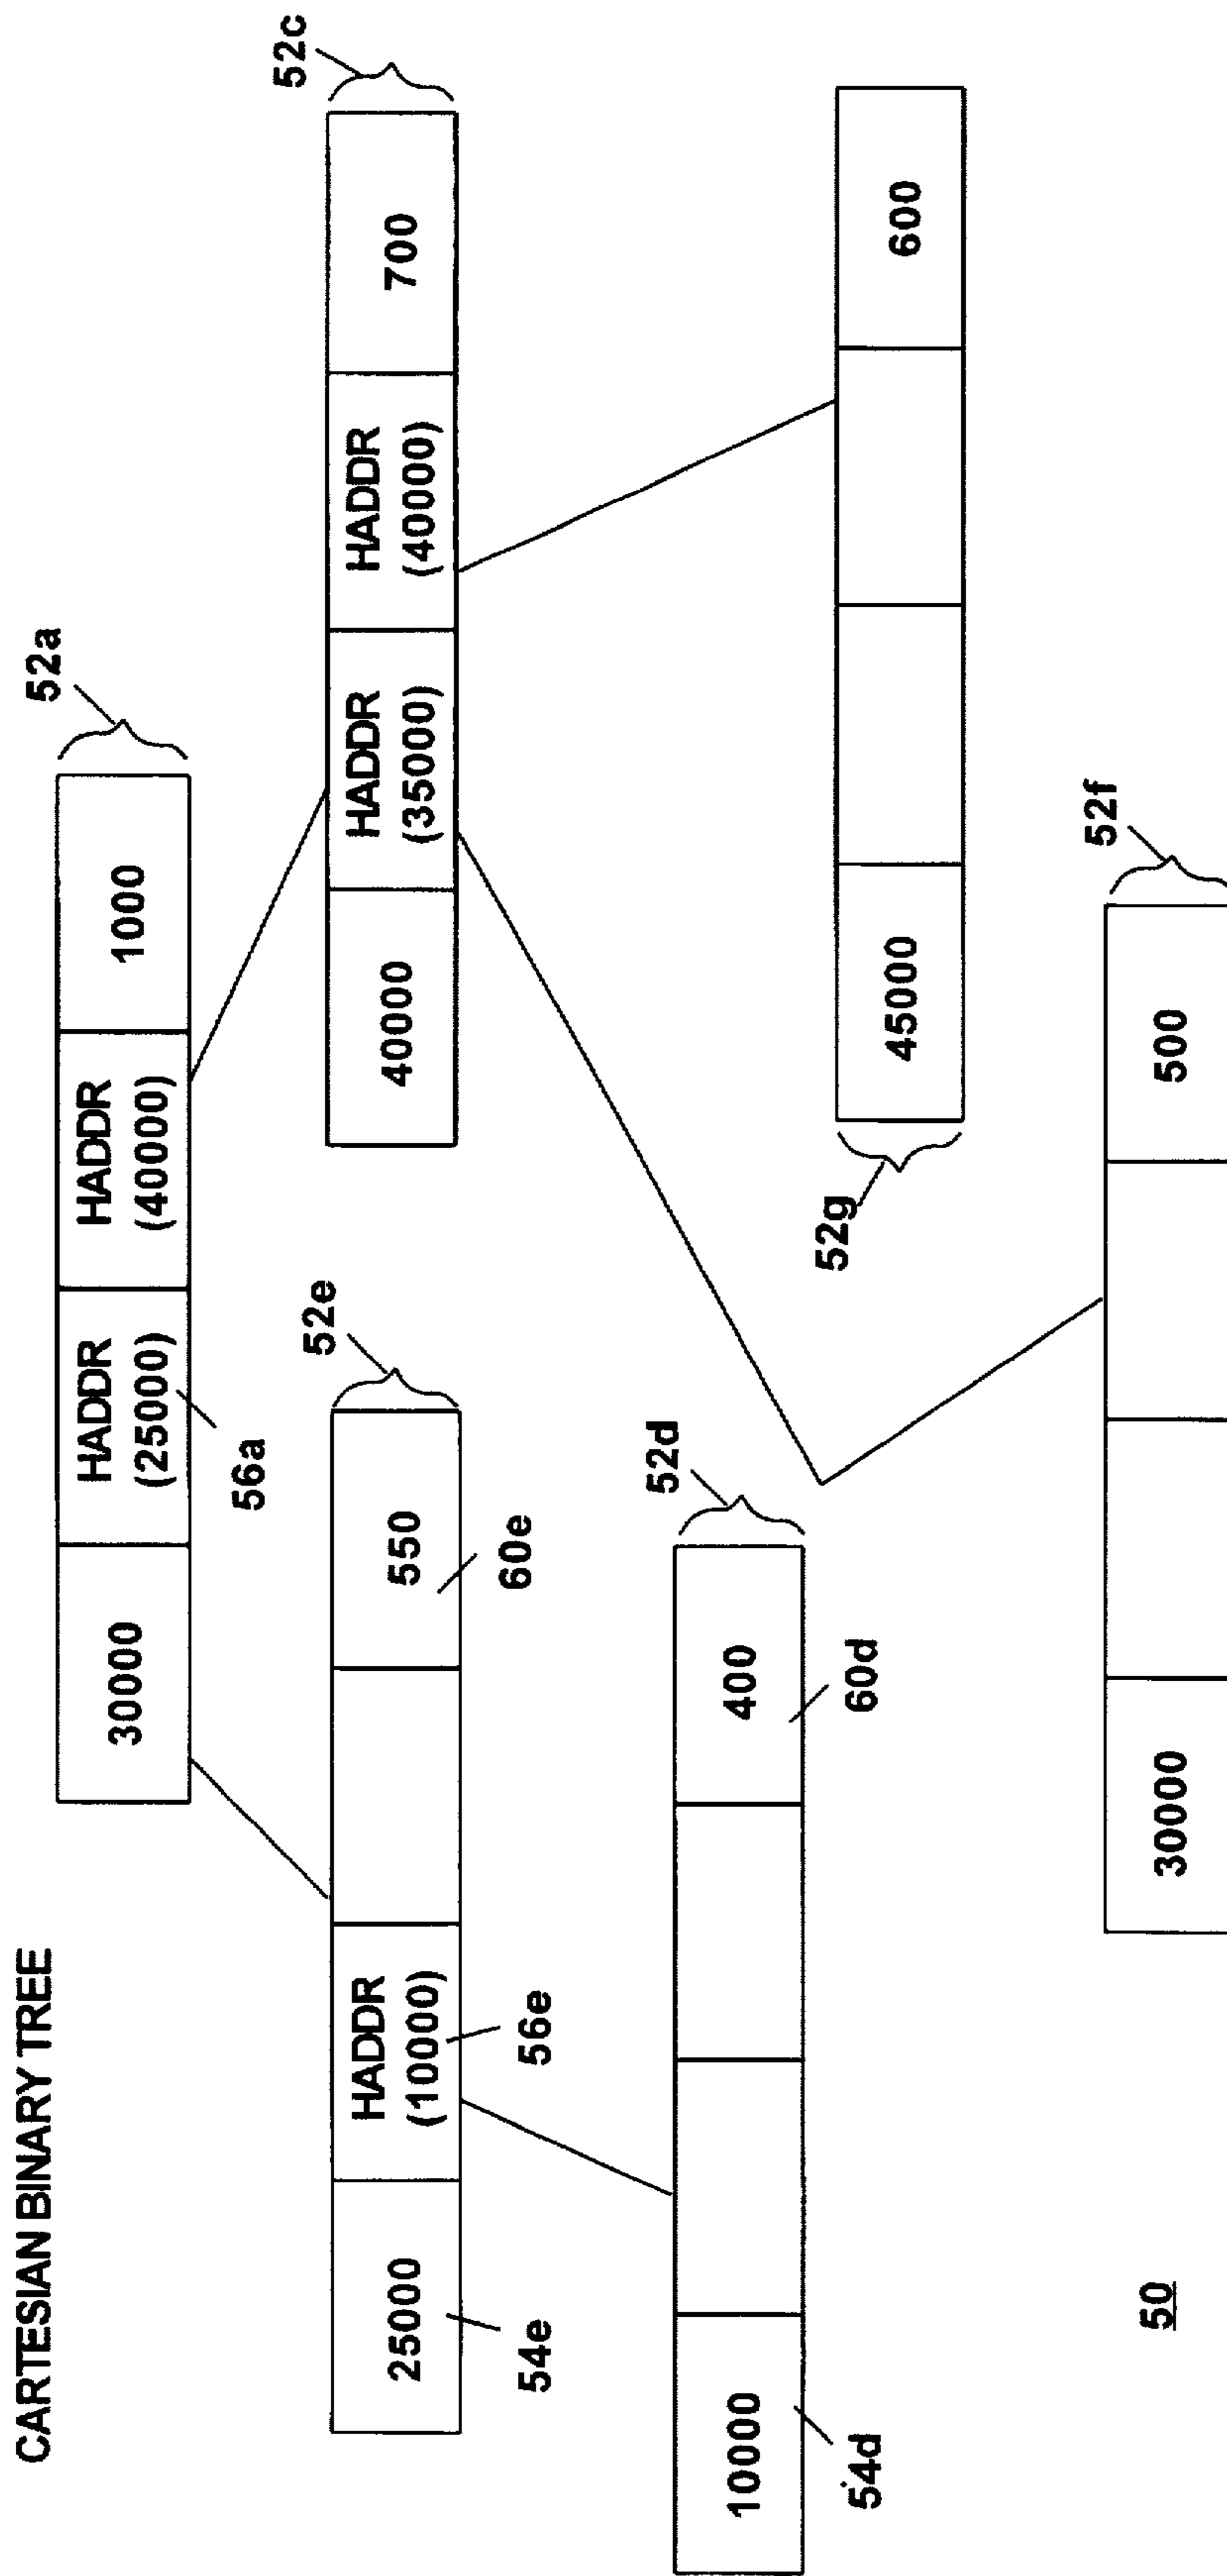 CARTESIAN BINARY TREE
52a
30000
HADDR
(25000)
HADDR
(40000)
1000
56a
52e
52c
25000
HADDR
(10000)
550
40000
HADDR
(35000)
HADDR
(40000)
700
54e
56e
60e
52d
10000
400
54d
60d
52g
45000
600
52f
30000
500
50